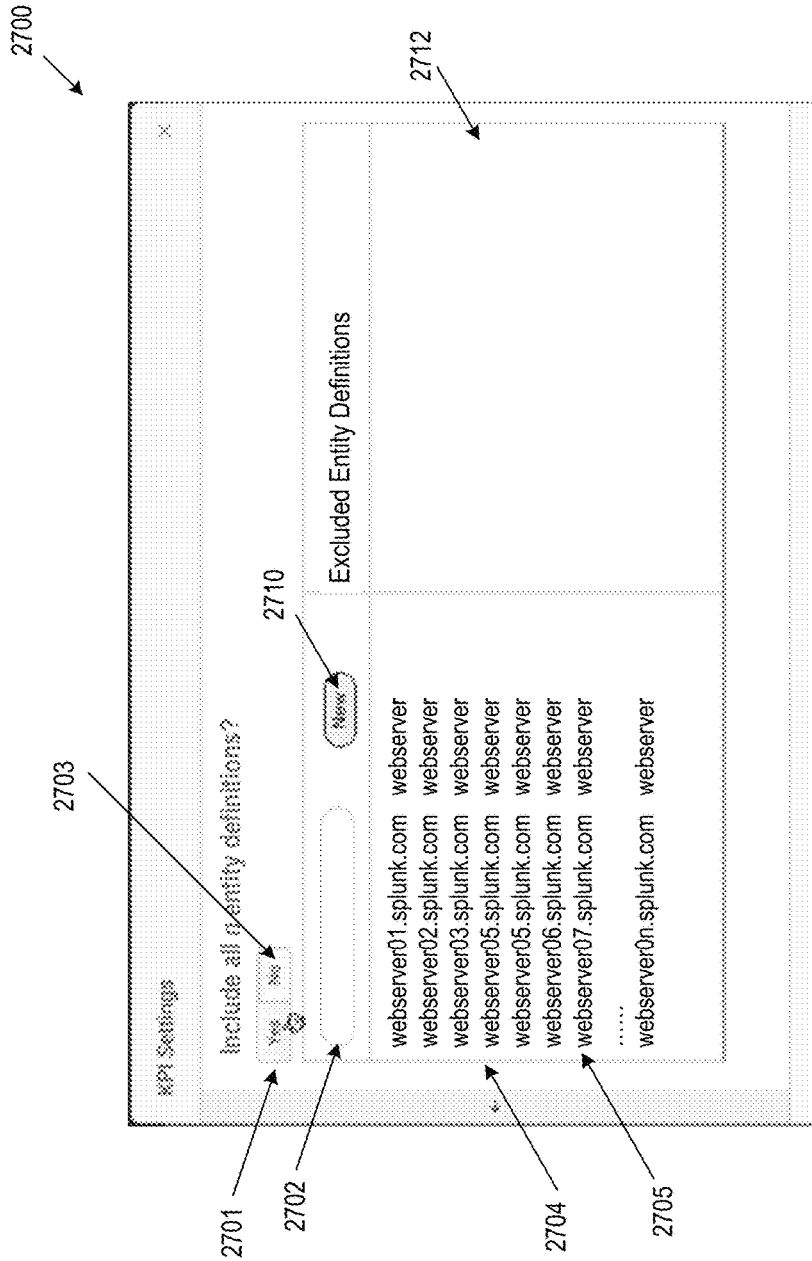 2700
KPI Settings X
Include all n entity definitions?
2703
2701
Yes No
2702
New
2710
Excluded Entity Definitions
2712
webserver01.splunk.com webserver
webserver02.splunk.com webserver
webserver03.splunk.com webserver
webserver05.splunk.com webserver
webserver05.splunk.com webserver
webserver06.splunk.com webserver
webserver07.splunk.com webserver
......
webserver0n.splunk.com webserver
2704
2705